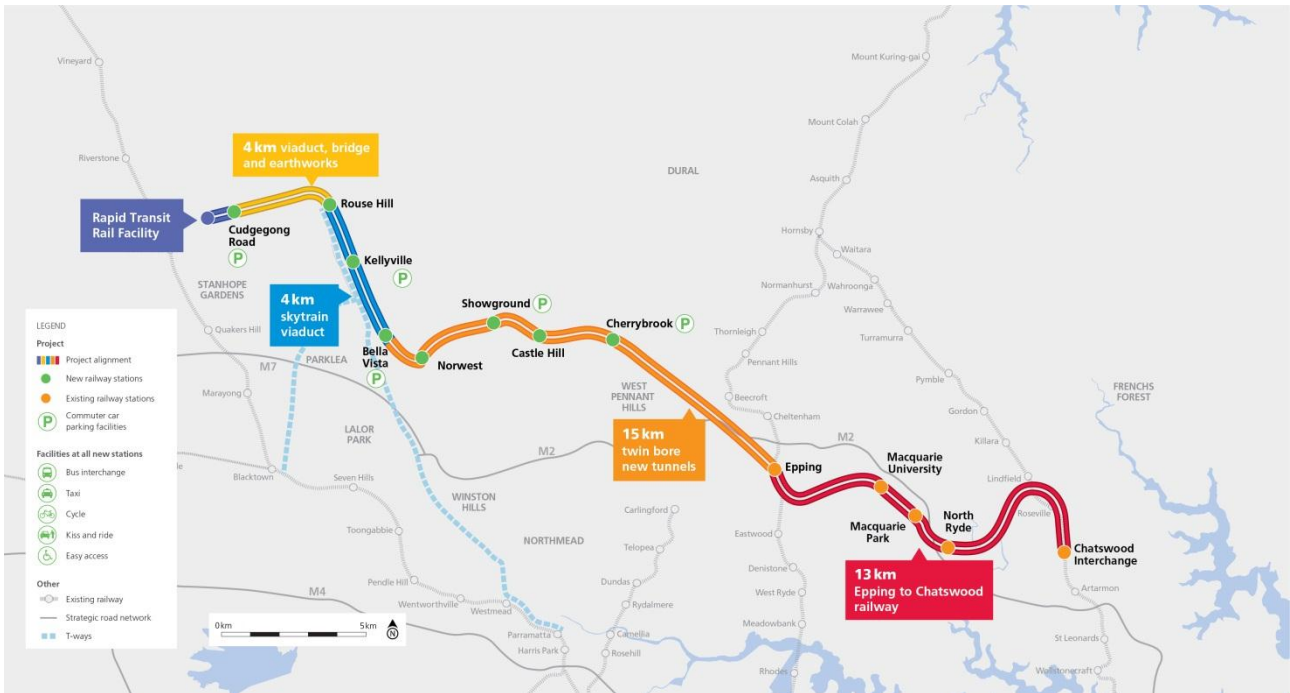 Vineyard
Riverstone
4 km viaduct, bridge
and earthworks
Rapid Transit
Rail Facility
Cudgegong
Road
P
Rouse Hill
Kellyville
P
STANHOPE
GARDENS
4 km
skytrain
viaduct
Quakers Hill
M7
PARKLEA
Bella
Vista
P
Norwest
Showground
P
Castle Hill
Cherrybrook
P
DURAL
Mount Kuring-gai
Mount Colah
Asquith
Hornsby
Waitara
Normanhurst
Wahroonga
Warrawee
Thornleigh
Turramurra
Pennant Hills
Pymble
WEST
PENNANT
HILLS
Beecroft
Cheltenham
Gordon
FRENCHS
FOREST
Killara
15 km
twin bore
new tunnels
M2
M2
Epping
Macquarie
University
Lindfield
Roseville
Macquarie
Park
North
Ryde
Chatswood
Interchange
13 km
Epping to Chatswood
railway
Artarmon
St Leonards
Wollstonecraft
Marayong
LALOR
PARK
Blacktown
Seven Hills
WINSTON
HILLS
Toongabbie
NORTHMEAD
Carlingford
Telopea
Eastwood
Pendle Hill
Dundas
Denistone
M4
Wentworthville
Westmead
Rydalmere
West Ryde
Parramatta
Camellia
Meadowbank
Harris Park
Rosehill
Rhodes
LEGEND
Project
Project alignment
New railway stations
Existing railway stations
P
Commuter car
parking facilities
Facilities at all new stations
Bus interchange
Taxi
Cycle
Kiss and ride
Easy access
Other
Existing railway
Strategic road network
T-ways
0km
5km
N